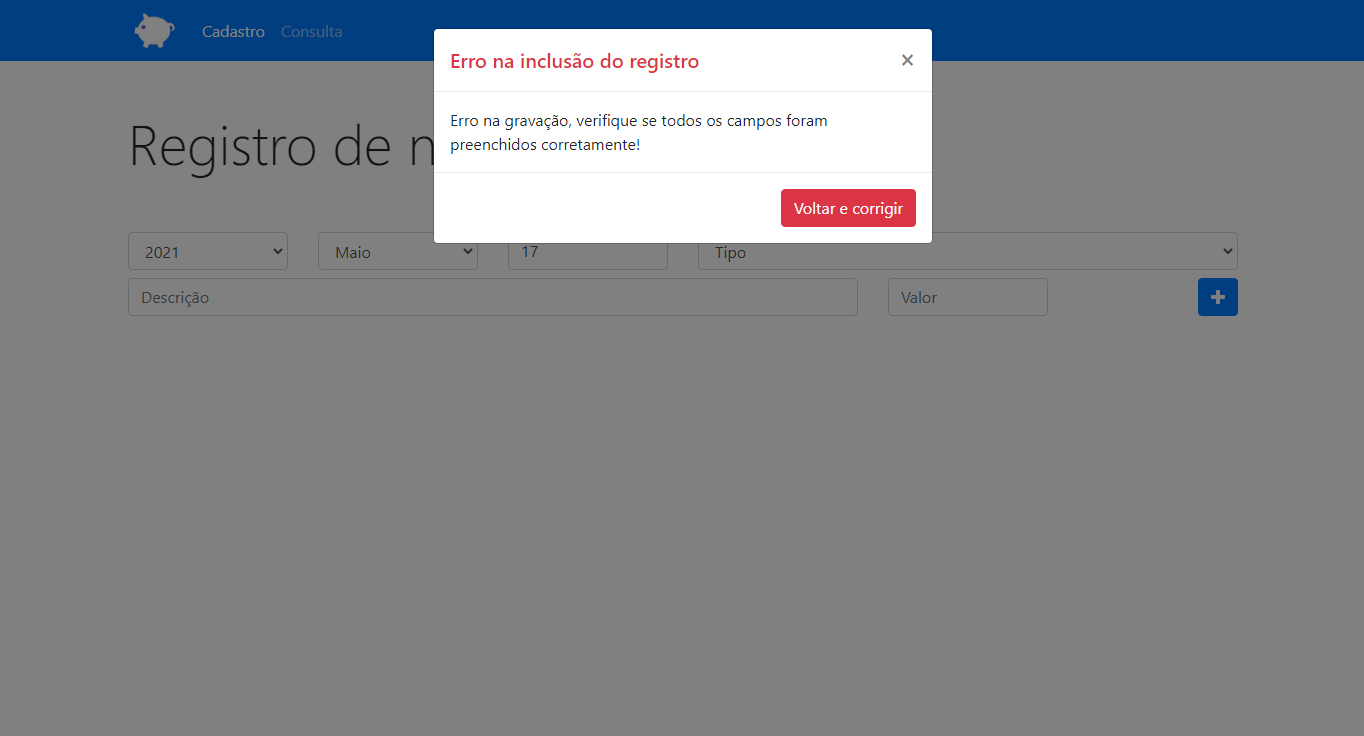 Cadastro Consulta
Erro na inclusão do registro ×
Erro na gravação, verifique se todos os campos foram
preenchidos corretamente!
Voltar e corrigir
Registro de
2021 Maio 17 Tipo
Descrição Valor